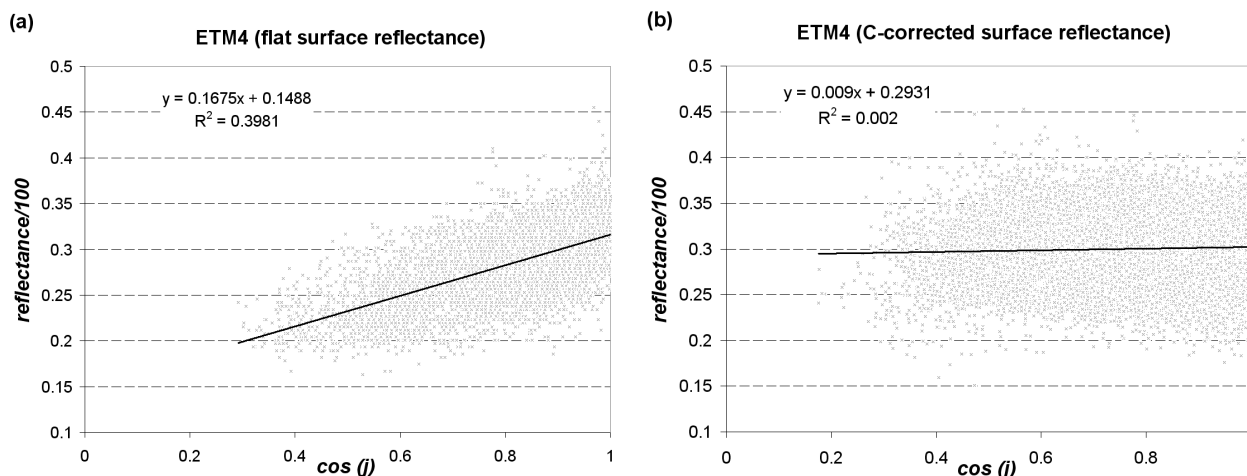 (a)
ETM4 (flat surface reflectance)
0.5
0.45
0.4
0.35
0.3
0.25
0.2
0.15
0.1
reflectance/100
y = 0.1675x + 0.1488
R² = 0.3981
0 0.2 0.4 0.6 0.8 1
cos (j)
(b)
ETM4 (C-corrected surface reflectance)
0.5
0.45
0.4
0.35
0.3
0.25
0.2
0.15
0.1
reflectance/100
y = 0.009x + 0.2931
R² = 0.002
0 0.2 0.4 0.6 0.8
cos (j)